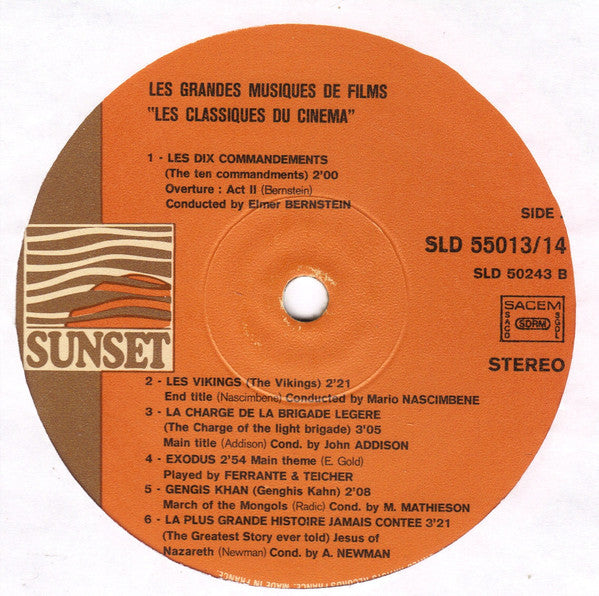 LES GRANDES MUSIQUES DE FILMS
"LES CLASSIQUES DU CINEMA"
1 - LES DIX COMMANDEMENTS
(The ten commandments) 2'00
Overture : Act II (Bernstein)
Conducted by Elmer BERNSTEIN
SIDE .
SLD 55013/14
SLD 50243 B
SACEM
SACD
SDRM
SGDL
STEREO
SUNSET
2 - LES VIKINGS (The Vikings) 2'21
End title (Nascimbene) Conducted by Mario NASCIMBENE
3 - LA CHARGE DE LA BRIGADE LEGERE
(The Charge of the light brigade) 3'05
Main title (Addison) Cond. by John ADDISON
4 - EXODUS 2'54 Main theme (E. Gold)
Played by FERRANTE & TEICHER
5 - GENGIS KHAN (Genghis Kahn) 2'08
March of the Mongols (Radic) Cond. by M. MATHIESON
6 - LA PLUS GRANDE HISTOIRE JAMAIS CONTEE 3'21
(The Greatest Story ever told) Jesus of
Nazareth (Newman) Cond. by A. NEWMAN
RECORDS FRANCE. MADE IN FRANCE